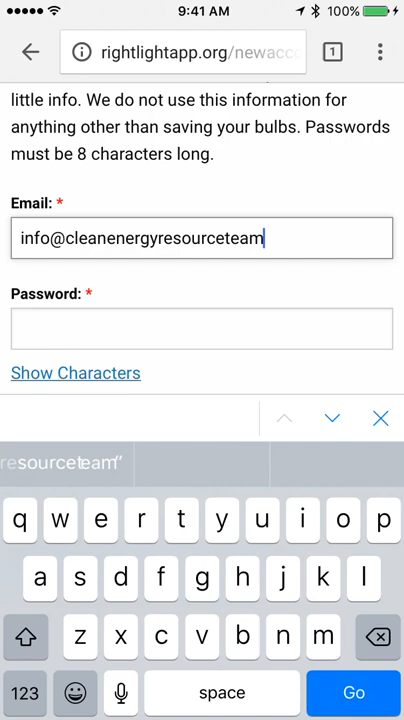 9:41 AM 100%
rightlightapp.org/newacco
1
little info. We do not use this information for
anything other than saving your bulbs. Passwords
must be 8 characters long.
Email: *
info@cleanenergyresourceteam
Password: *
Show Characters
resourceteam“
q w e r t y u i o p
a s d f g h j k l
z x c v b n m
123 space Go